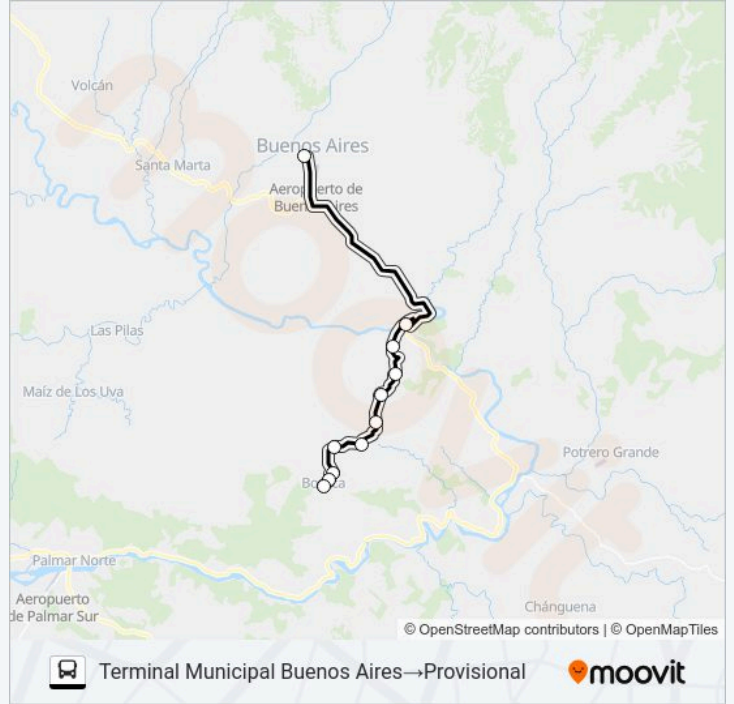 Volcán
Buenos Aires
Santa Marta
Aeropuerto de
Buenos Aires
Las Pilas
Maíz de Los Uva
Potrero Grande
Palmar Norte
Aeropuerto
de Palmar Sur
Chánguena
© OpenStreetMap contributors | © OpenMapTiles
Terminal Municipal Buenos Aires→Provisional
moovit